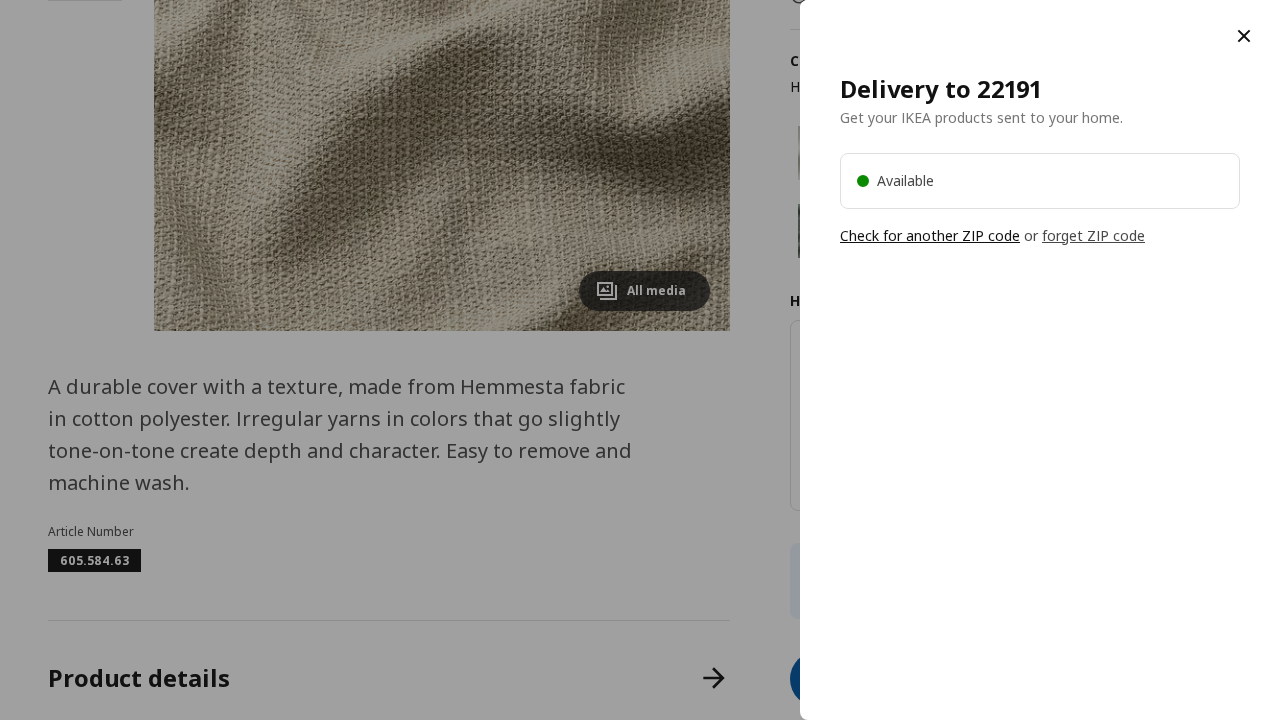 All media
A durable cover with a texture, made from Hemmesta fabric
in cotton polyester. Irregular yarns in colors that go slightly
tone-on-tone create depth and character. Easy to remove and
machine wash.
Article Number
605.584.63
Product details
Delivery to 22191
Get your IKEA products sent to your home.
Available
Check for another ZIP code or forget ZIP code